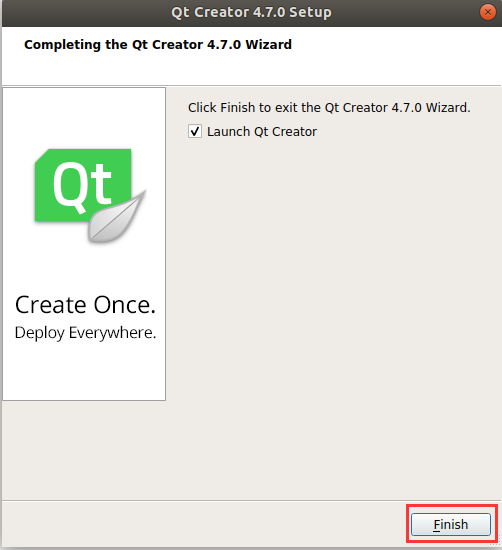 Qt Creator 4.7.0 Setup
Completing the Qt Creator 4.7.0 Wizard
Click Finish to exit the Qt Creator 4.7.0 Wizard.
Launch Qt Creator
Qt
Create Once.
Deploy Everywhere.
Finish